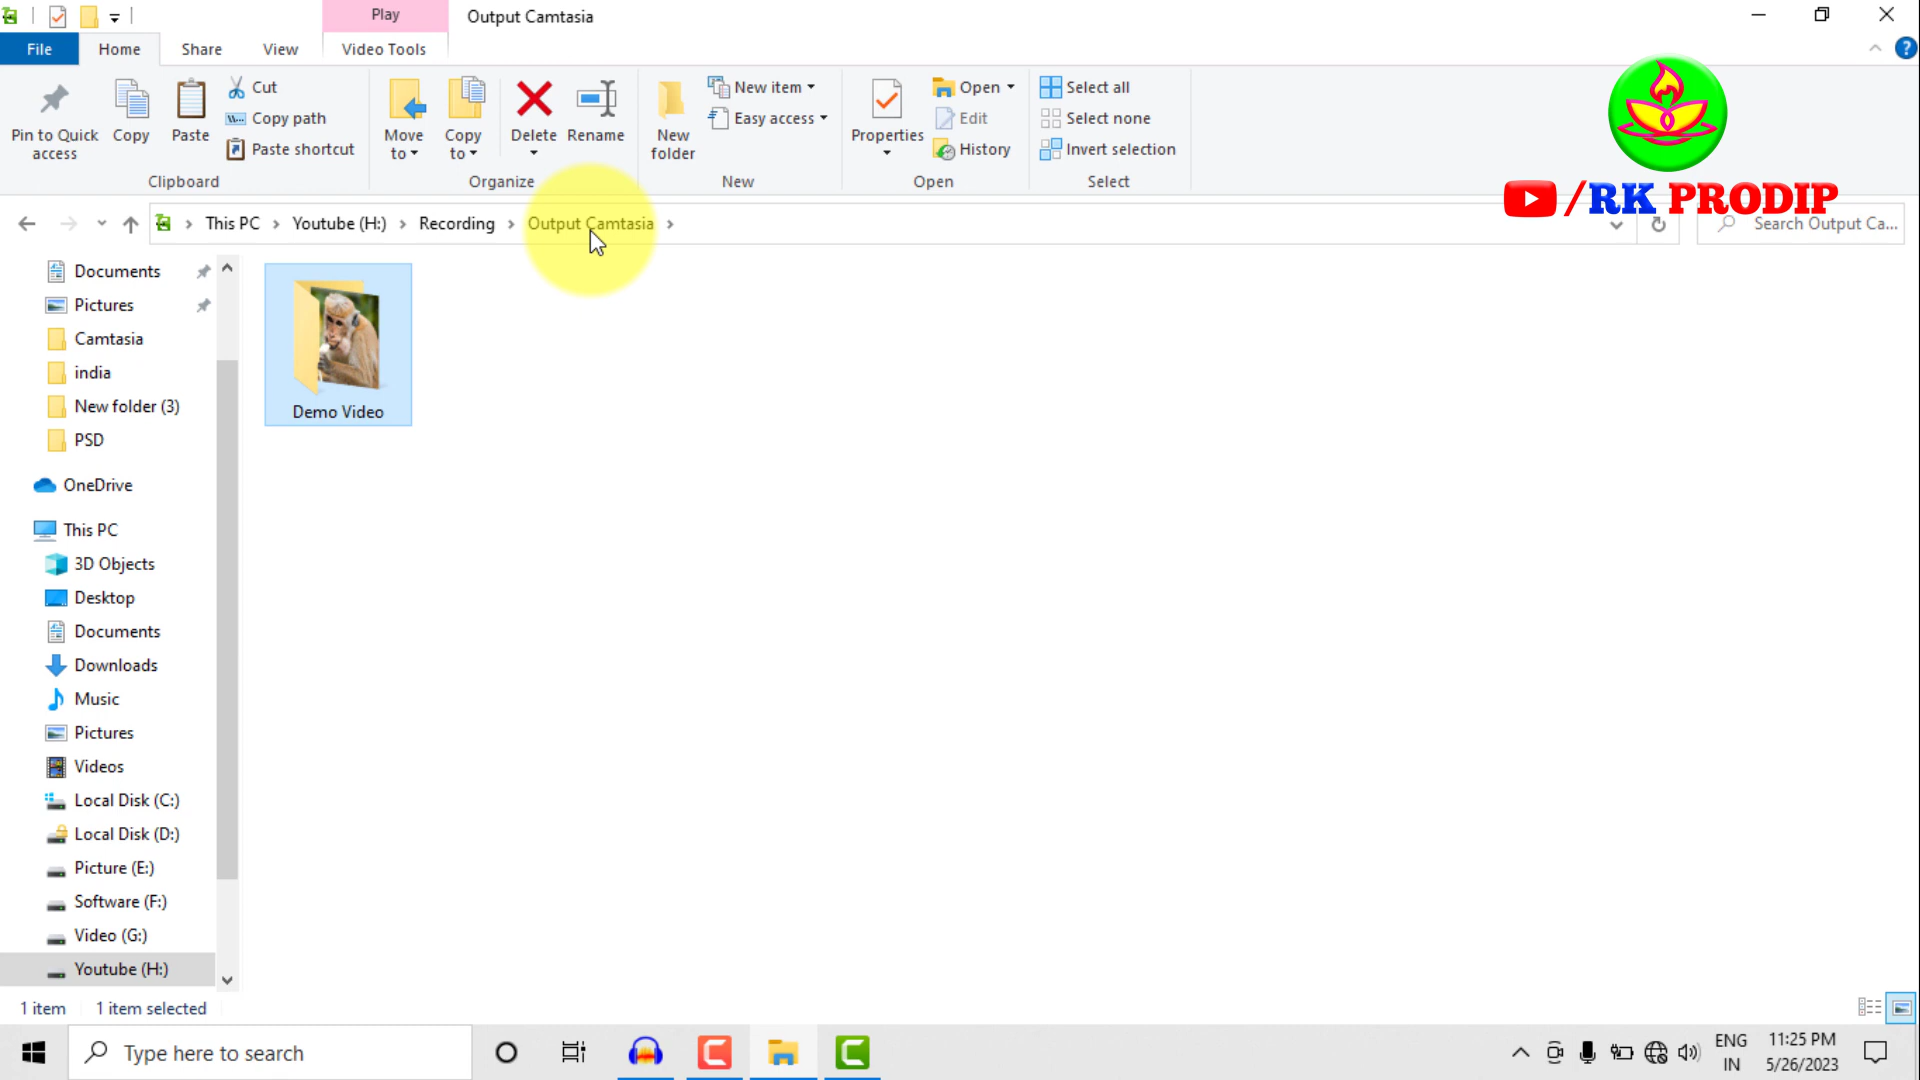 Play
Output Camtasia
File
Home
Share
View
Video Tools
Pin to Quick access
Copy
Paste
Cut
Copy path
Paste shortcut
Clipboard
Move to
Copy to
Delete
Rename
Organize
New folder
New item
Easy access
New
Properties
Open
Edit
History
Open
Select all
Select none
Invert selection
Select
/RK PRODIP
This PC
Youtube (H:)
Recording
Output Camtasia
Search Output Ca...
Documents
Pictures
Camtasia
india
New folder (3)
PSD
OneDrive
This PC
3D Objects
Desktop
Documents
Downloads
Music
Pictures
Videos
Local Disk (C:)
Local Disk (D:)
Picture (E:)
Software (F:)
Video (G:)
Youtube (H:)
Demo Video
1 item
1 item selected
Type here to search
ENG
IN
11:25 PM
5/26/2023